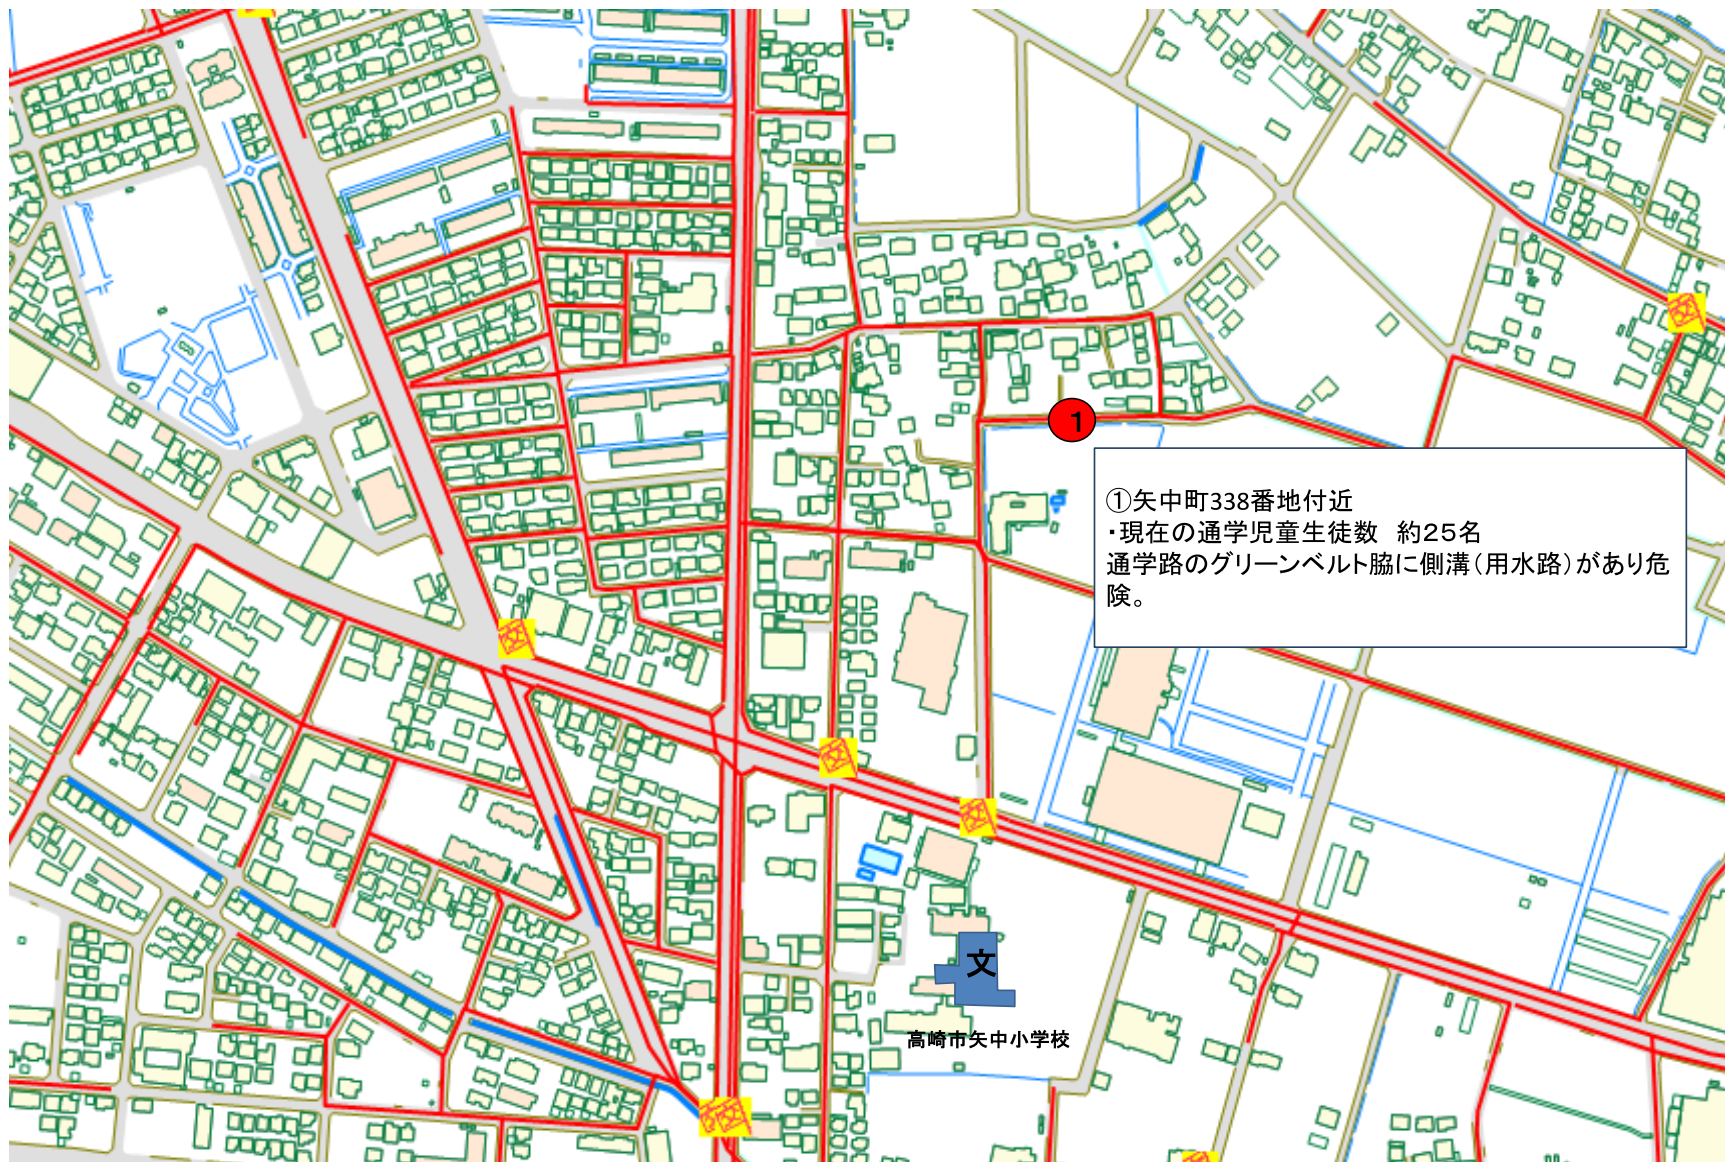 1
①矢中町338番地付近
・現在の通学児童生徒数　約25名
通学路のグリーンベルト脇に側溝（用水路）があり危
険。
文
高崎市矢中小学校